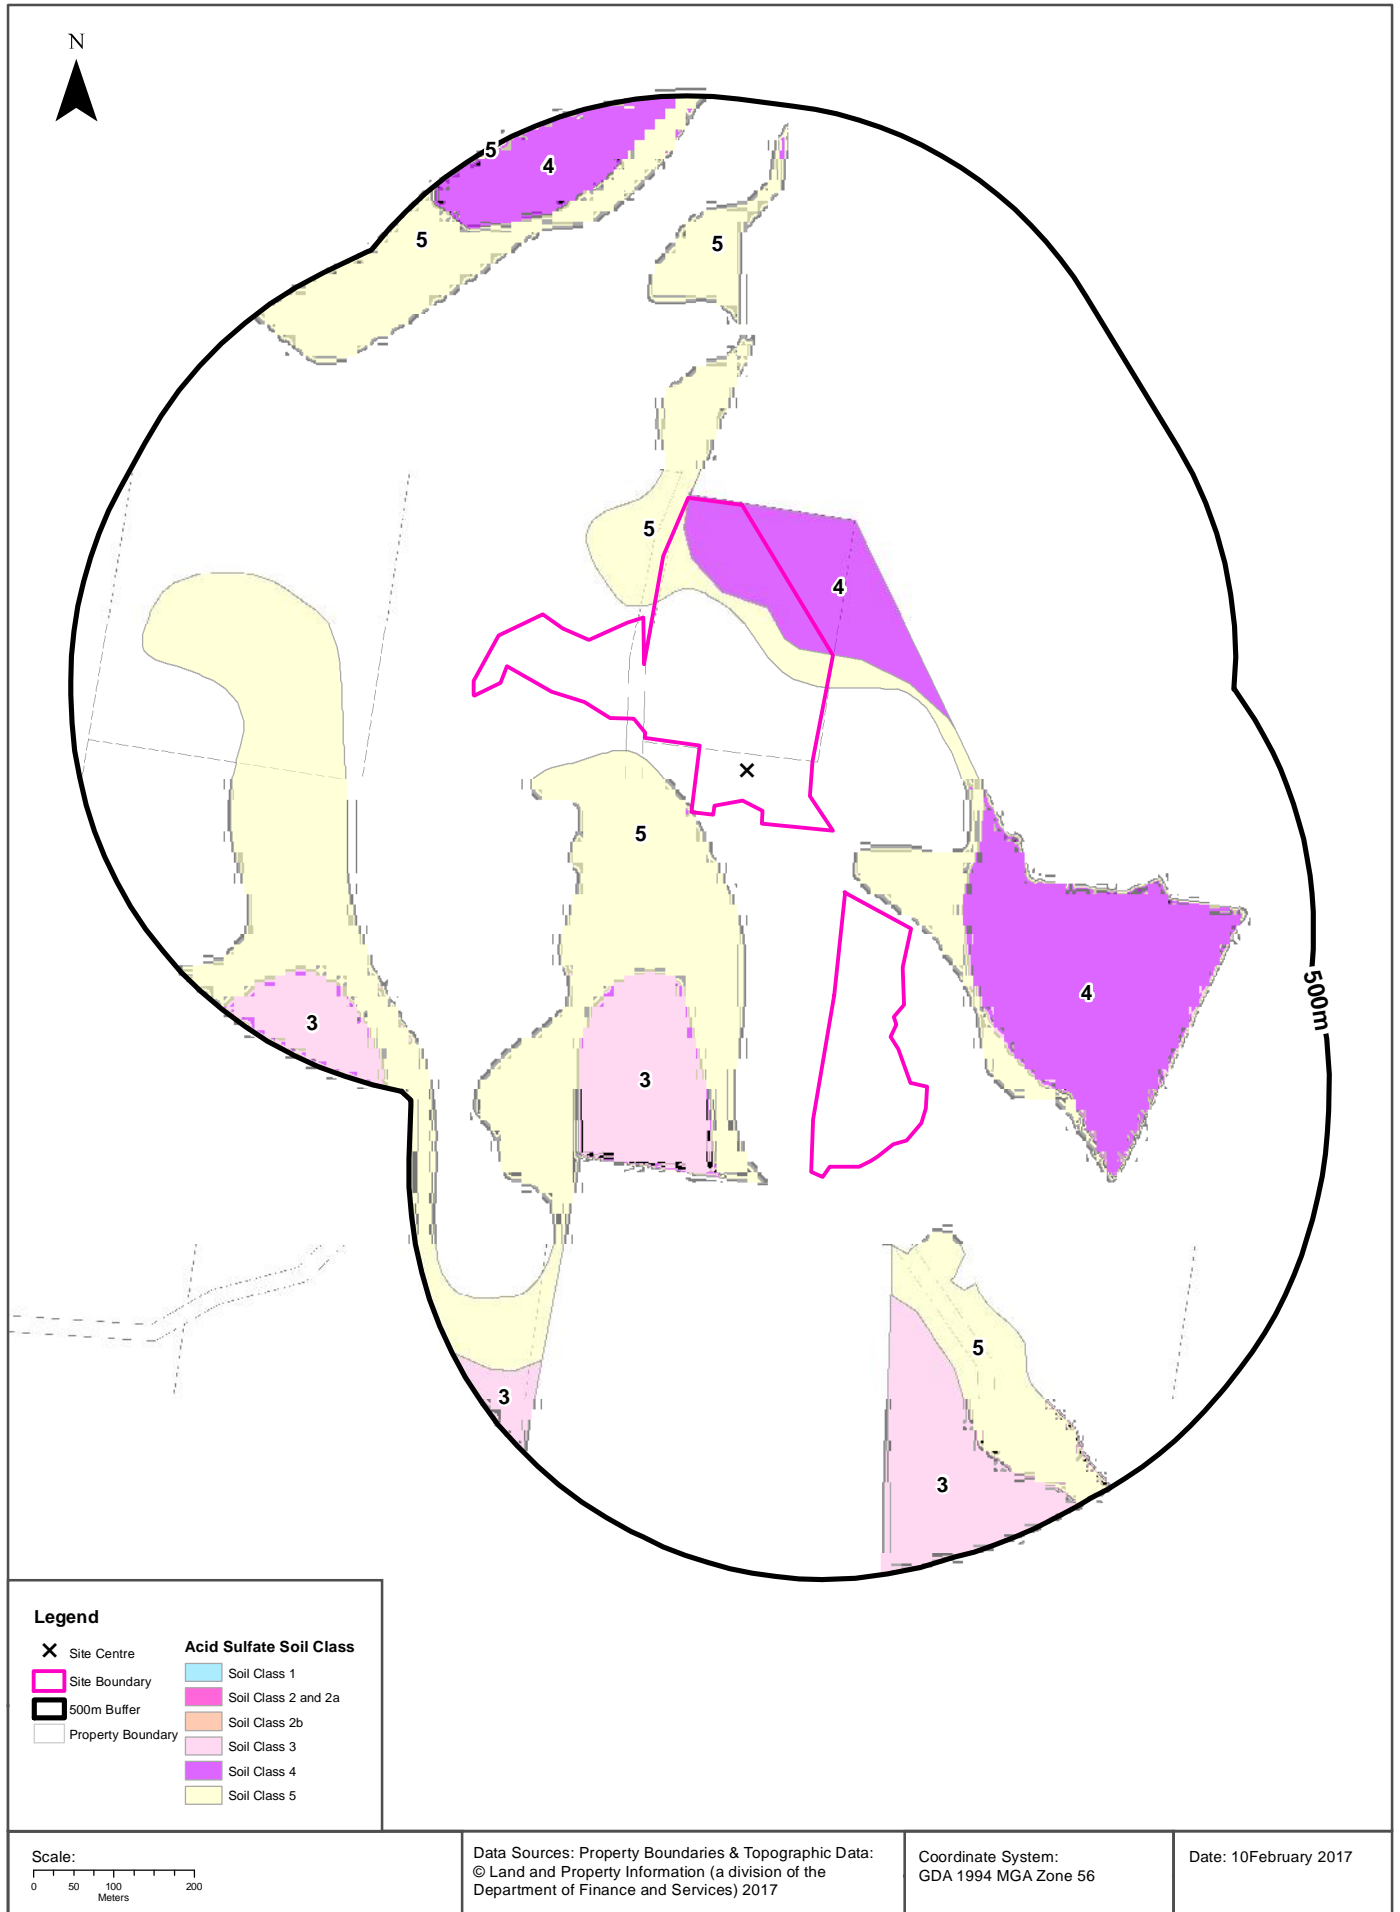 N
5
4
5
5
5
4
5
3
3
4
500m
5
3
3
Legend
Site Centre
Site Boundary
500m Buffer
Property Boundary
Acid Sulfate Soil Class
Soil Class 1
Soil Class 2 and 2a
Soil Class 2b
Soil Class 3
Soil Class 4
Soil Class 5
Scale:
0 50 100 200
Meters
Data Sources: Property Boundaries & Topographic Data:
© Land and Property Information (a division of the
Department of Finance and Services) 2017
Coordinate System:
GDA 1994 MGA Zone 56
Date: 10February 2017